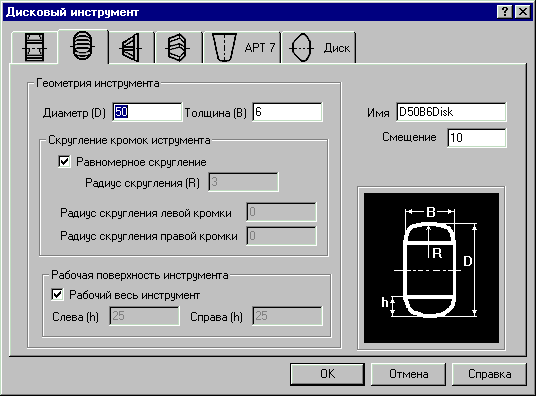 Дисковый инструмент
АРТ 7 Диск
Геометрия инструмента
Диаметр (D) 50 Толщина (B) 6
Имя D50B6Disk
Смещение 10
Скругление кромок иструмента
Равномерное скругление
Радиус скругления (R) 3
Радиус скругления левой кромки 0
Радиус скругления правой кромки 0
Рабочая поверхность инструмента
Рабочий весь инструмент
Слева (h) 25 Справа (h) 25
B
R
D
h
OK Отмена Справка